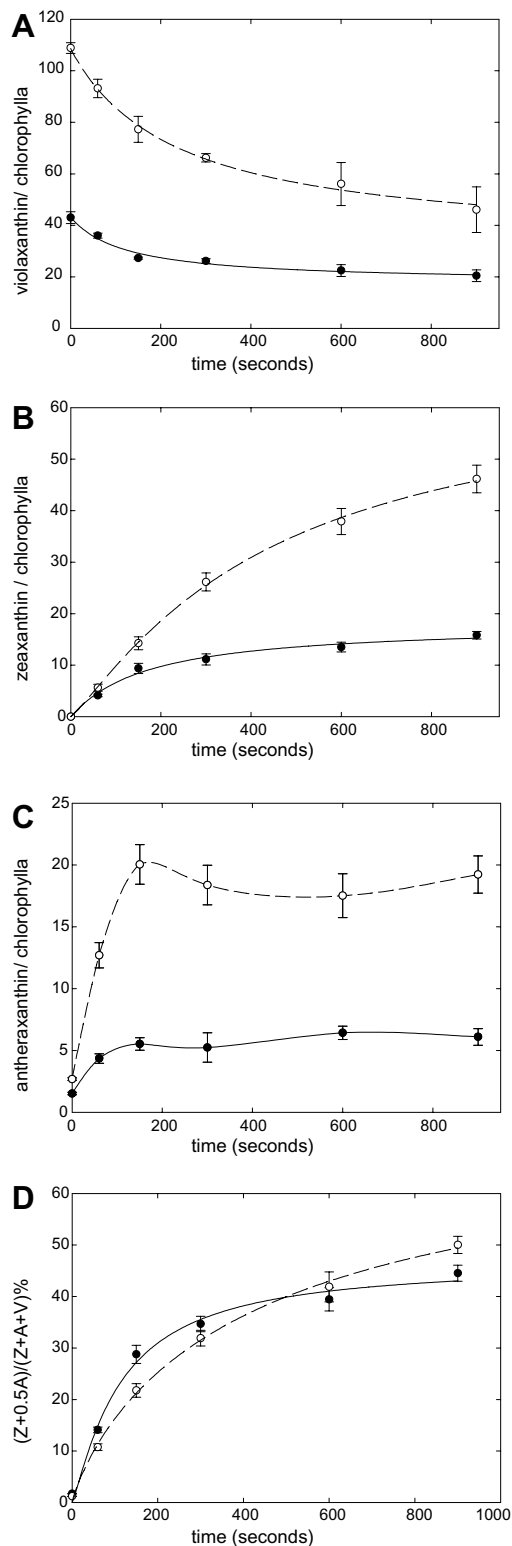 A
120
100
80
60
40
20
0
violaxanthin/ chlorophylla
0 200 400 600 800
time (seconds)
B
60
50
40
30
20
10
0
zeaxanthin / chlorophylla
0 200 400 600 800
time (seconds)
C
25
20
15
10
5
0
antheraxanthin/ chlorophylla
0 200 400 600 800
time (seconds)
D
60
50
40
30
20
10
0
(Z+0.5A)/(Z+A+V)%
0 200 400 600 800 1000
time (seconds)